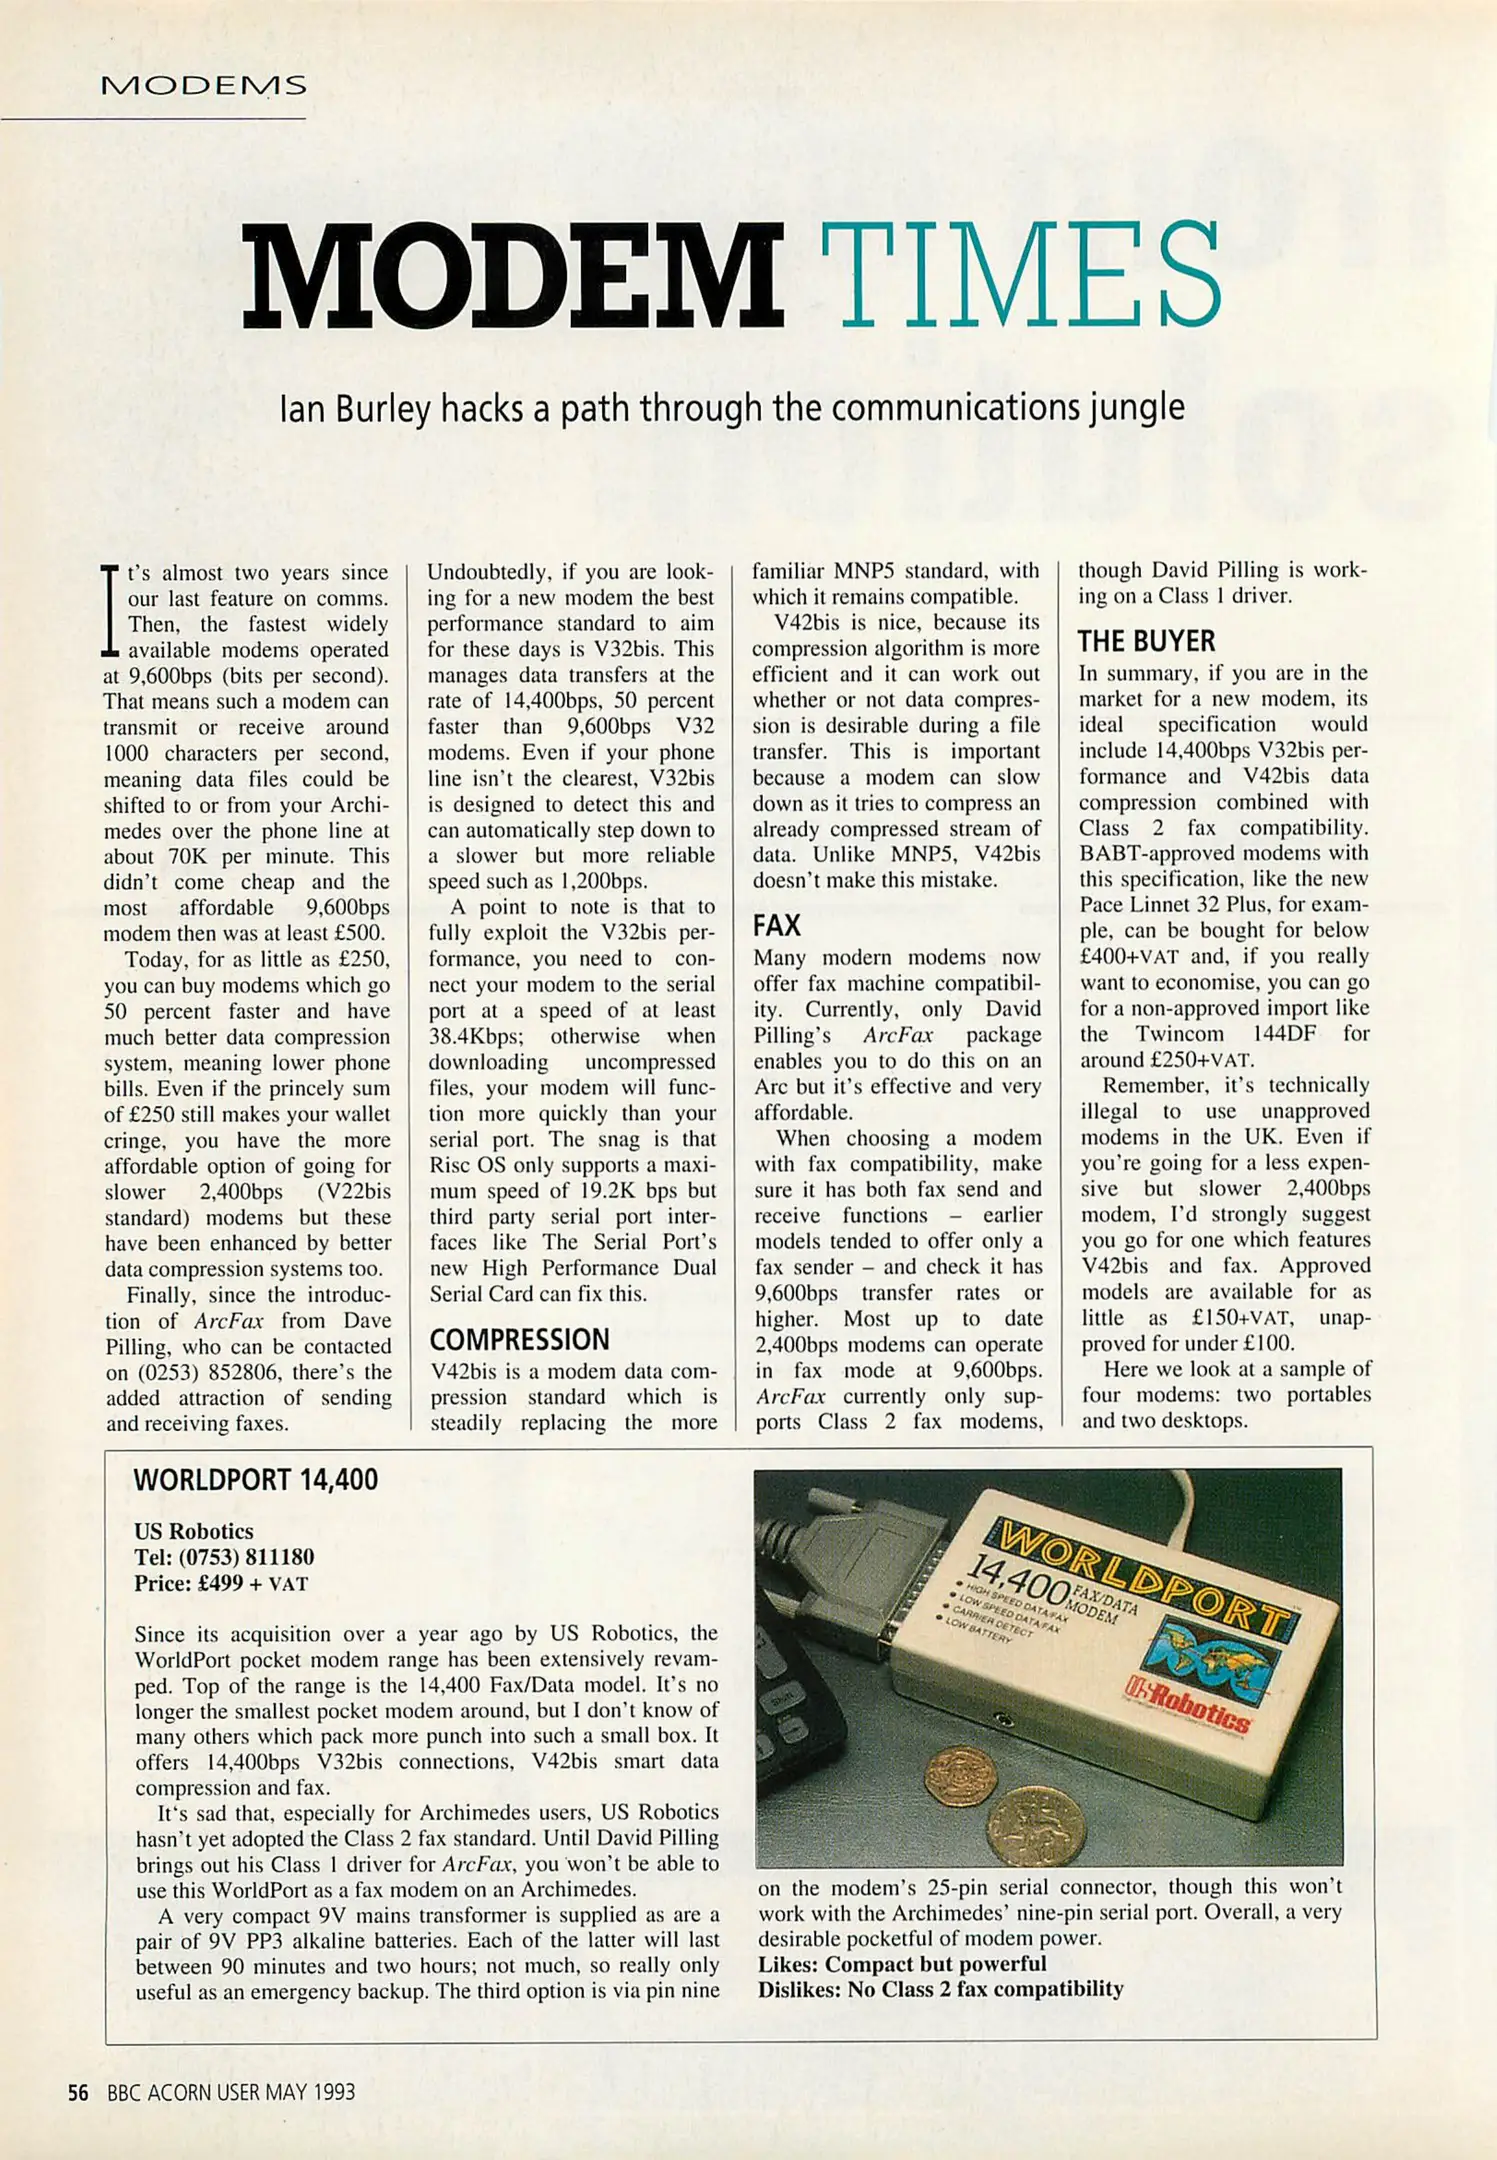 MODEMS
MODEM TIMES
Ian Burley hacks a path through the communications jungle
It's almost two years since
our last feature on comms.
Then, the fastest widely
available modems operated
at 9,600bps (bits per second).
That means such a modem can
transmit or receive around
1000 characters per second,
meaning data files could be
shifted to or from your Archi-
medes over the phone line at
about 70K per minute. This
didn't come cheap and the
most affordable 9,600bps
modem then was at least £500.
Today, for as little as £250,
you can buy modems which go
50 percent faster and have
much better data compression
system, meaning lower phone
bills. Even if the princely sum
of £250 still makes your wallet
cringe, you have the more
affordable option of going for
slower 2,400bps (V22bis
standard) modems but these
have been enhanced by better
data compression systems too.
Finally, since the introduc-
tion of ArcFax from Dave
Pilling, who can be contacted
on (0253) 852806, there's the
added attraction of sending
and receiving faxes.
Undoubtedly, if you are look-
ing for a new modem the best
performance standard to aim
for these days is V32bis. This
manages data transfers at the
rate of 14,400bps, 50 percent
faster than 9,600bps V32
modems. Even if your phone
line isn't the clearest, V32bis
is designed to detect this and
can automatically step down to
a slower but more reliable
speed such as 1,200bps.
A point to note is that to
fully exploit the V32bis per-
formance, you need to con-
nect your modem to the serial
port at a speed of at least
38.4Kbps; otherwise when
downloading uncompressed
files, your modem will func-
tion more quickly than your
serial port. The snag is that
Risc OS only supports a maxi-
mum speed of 19.2K bps but
third party serial port inter-
faces like The Serial Port's
new High Performance Dual
Serial Card can fix this.
COMPRESSION
V42bis is a modem data com-
pression standard which is
steadily replacing the more
familiar MNP5 standard, with
which it remains compatible.
V42bis is nice, because its
compression algorithm is more
efficient and it can work out
whether or not data compres-
sion is desirable during a file
transfer. This is important
because a modem can slow
down as it tries to compress an
already compressed stream of
data. Unlike MNP5, V42bis
doesn't make this mistake.
FAX
Many modern modems now
offer fax machine compatibil-
ity. Currently, only David
Pilling's ArcFax package
enables you to do this on an
Arc but it's effective and very
affordable.
When choosing a modem
with fax compatibility, make
sure it has both fax send and
receive functions – earlier
models tended to offer only a
fax sender – and check it has
9,600bps transfer rates or
higher. Most up to date
2,400bps modems can operate
in fax mode at 9,600bps.
ArcFax currently only sup-
ports Class 2 fax modems,
though David Pilling is work-
ing on a Class 1 driver.
THE BUYER
In summary, if you are in the
market for a new modem, its
ideal specification would
include 14,400bps V32bis per-
formance and V42bis data
compression combined with
Class 2 fax compatibility.
BABT-approved modems with
this specification, like the new
Pace Linnet 32 Plus, for exam-
ple, can be bought for below
£400+VAT and, if you really
want to economise, you can go
for a non-approved import like
the Twincom 144DF for
around £250+VAT.
Remember, it's technically
illegal to use unapproved
modems in the UK. Even if
you're going for a less expen-
sive but slower 2,400bps
modem, I'd strongly suggest
you go for one which features
V42bis and fax. Approved
models are available for as
little as £150+VAT, unap-
proved for under £100.
Here we look at a sample of
four modems: two portables
and two desktops.
WORLDPORT 14,400
US Robotics
Tel: (0753) 811180
Price: £499 + VAT
Since its acquisition over a year ago by US Robotics, the
WorldPort pocket modem range has been extensively revam-
ped. Top of the range is the 14,400 Fax/Data model. It's no
longer the smallest pocket modem around, but I don't know of
many others which pack more punch into such a small box. It
offers 14,400bps V32bis connections, V42bis smart data
compression and fax.
It‘s sad that, especially for Archimedes users, US Robotics
hasn't yet adopted the Class 2 fax standard. Until David Pilling
brings out his Class 1 driver for ArcFax, you won't be able to
use this WorldPort as a fax modem on an Archimedes.
A very compact 9V mains transformer is supplied as are a
pair of 9V PP3 alkaline batteries. Each of the latter will last
between 90 minutes and two hours; not much, so really only
useful as an emergency backup. The third option is via pin nine
WORLDPORT
14,400 FAX/DATA
MODEM
• HIGH SPEED DATA/FAX
• LOW SPEED DATA/FAX
• CARRIER DETECT
• LOW BATTERY
USRobotics
Shift
on the modem's 25-pin serial connector, though this won't
work with the Archimedes' nine-pin serial port. Overall, a very
desirable pocketful of modem power.
Likes: Compact but powerful
Dislikes: No Class 2 fax compatibility
56 BBC ACORN USER MAY 1993